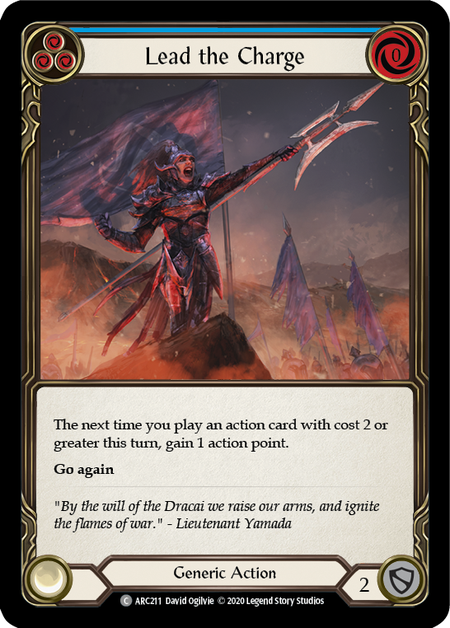 Lead the Charge
0
The next time you play an action card with cost 2 or
greater this turn, gain 1 action point.
Go again
"By the will of the Dracai we raise our arms, and ignite
the flames of war." - Lieutenant Yamada
Generic Action
2
C ARC211 David Ogilvie © 2020 Legend Story Studios